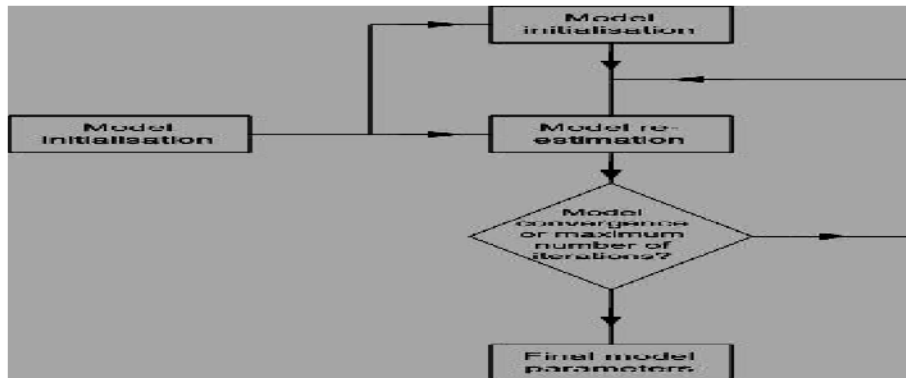 Model
initialisation
Model
initialisation
Model re-
estimation
Model
convergence
or maximum
number of
iterations?
Final model
parameters